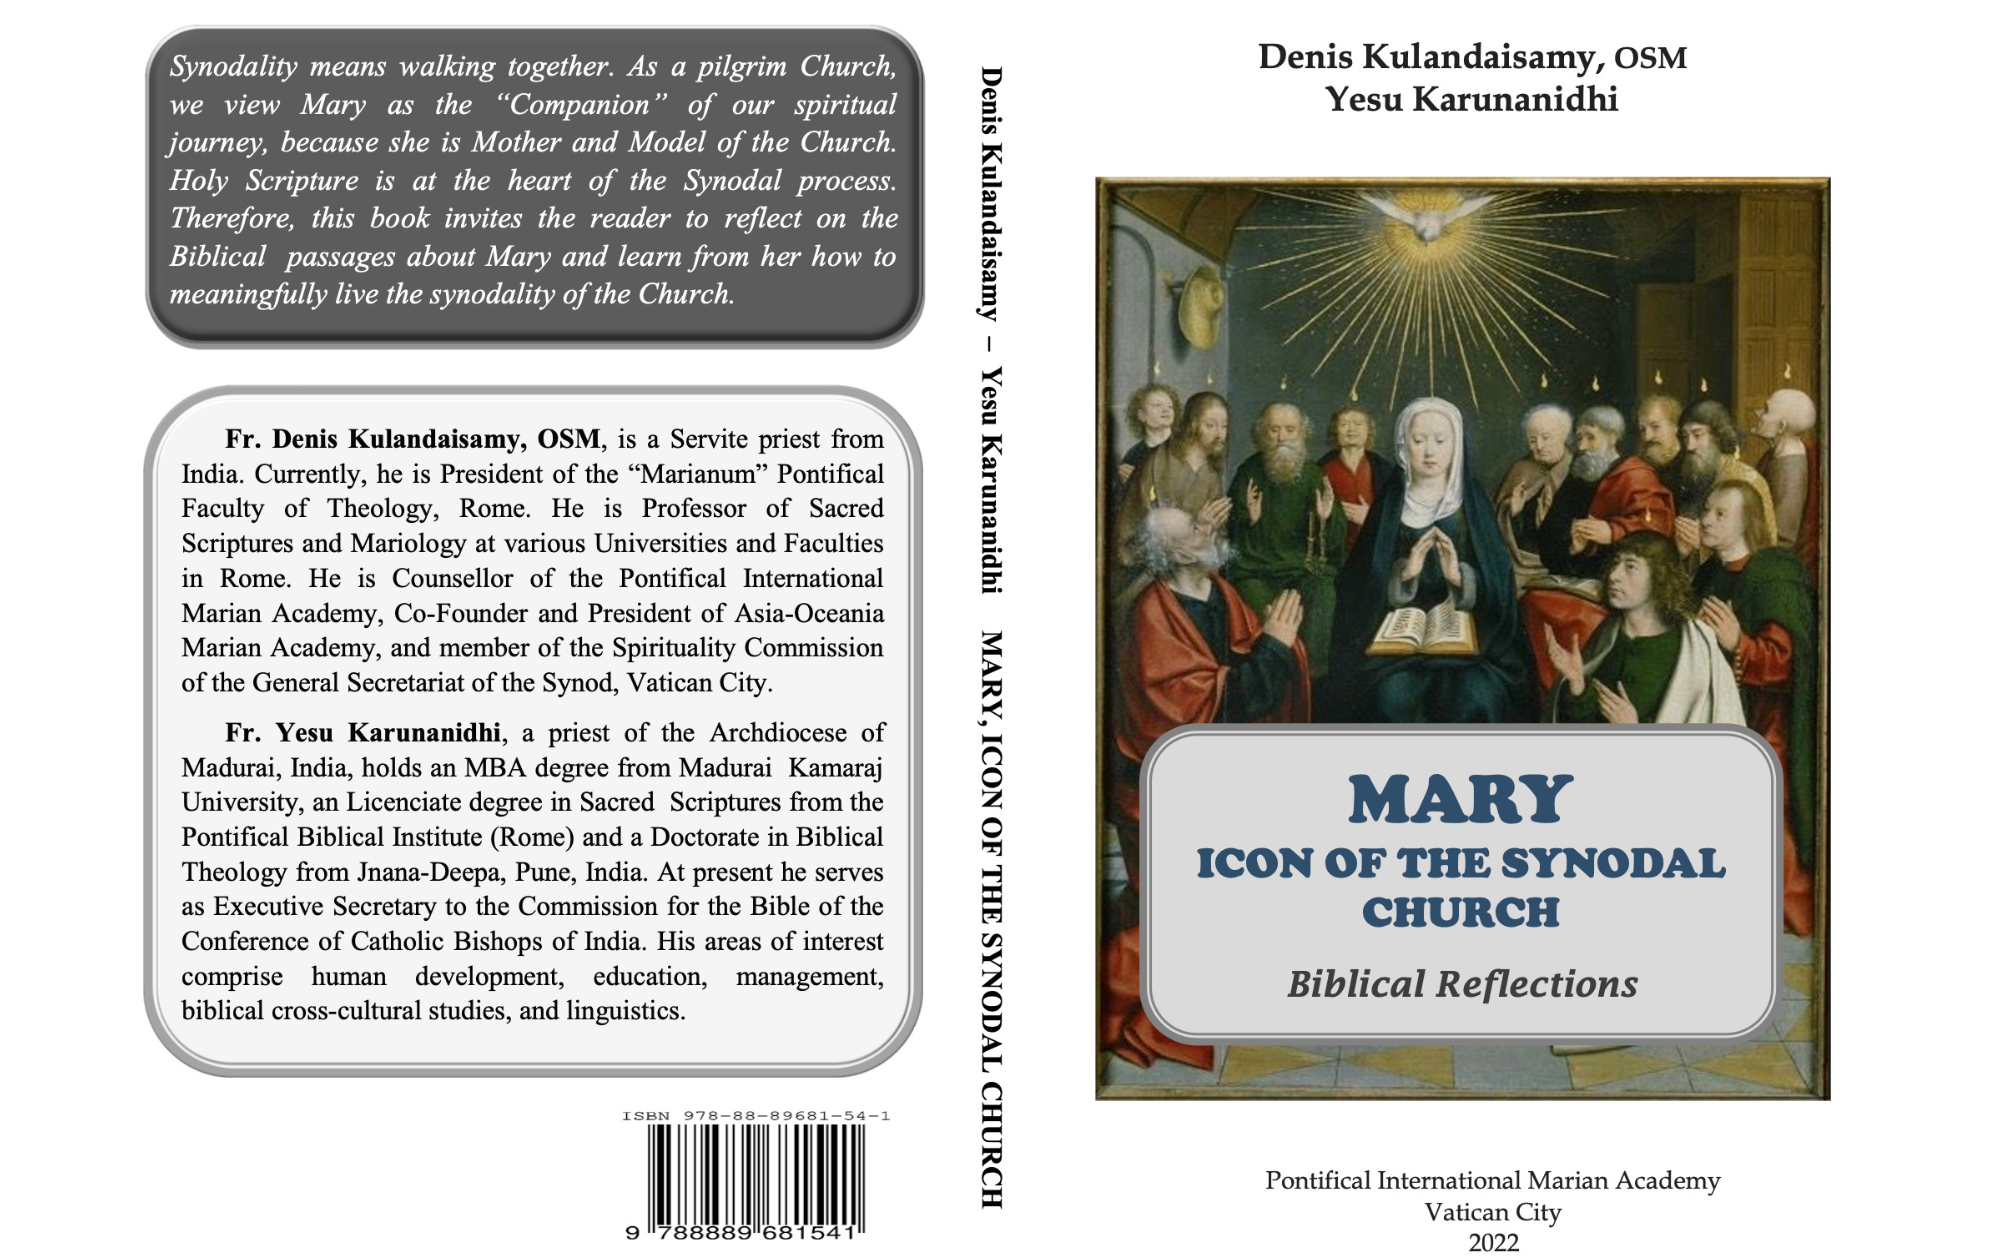 Synodality means walking together. As a pilgrim Church,
we view Mary as the “Companion” of our spiritual
journey, because she is Mother and Model of the Church.
Holy Scripture is at the heart of the Synodal process.
Therefore, this book invites the reader to reflect on the
Biblical passages about Mary and learn from her how to
meaningfully live the synodality of the Church.
Fr. Denis Kulandaisamy, OSM, is a Servite priest from
India. Currently, he is President of the “Marianum” Pontifical
Faculty of Theology, Rome. He is Professor of Sacred
Scriptures and Mariology at various Universities and Faculties
in Rome. He is Counsellor of the Pontifical International
Marian Academy, Co-Founder and President of Asia-Oceania
Marian Academy, and member of the Spirituality Commission
of the General Secretariat of the Synod, Vatican City.
Fr. Yesu Karunanidhi, a priest of the Archdiocese of
Madurai, India, holds an MBA degree from Madurai Kamaraj
University, an Licenciate degree in Sacred Scriptures from the
Pontifical Biblical Institute (Rome) and a Doctorate in Biblical
Theology from Jnana-Deepa, Pune, India. At present he serves
as Executive Secretary to the Commission for the Bible of the
Conference of Catholic Bishops of India. His areas of interest
comprise human development, education, management,
biblical cross-cultural studies, and linguistics.
ISBN 978-88-89681-54-1
9 788889 681541
Denis Kulandaisamy – Yesu Karunanidhi MARY, ICON OF THE SYNODAL CHURCH
Denis Kulandaisamy, OSM
Yesu Karunanidhi
MARY
ICON OF THE SYNODAL
CHURCH
Biblical Reflections
Pontifical International Marian Academy
Vatican City
2022